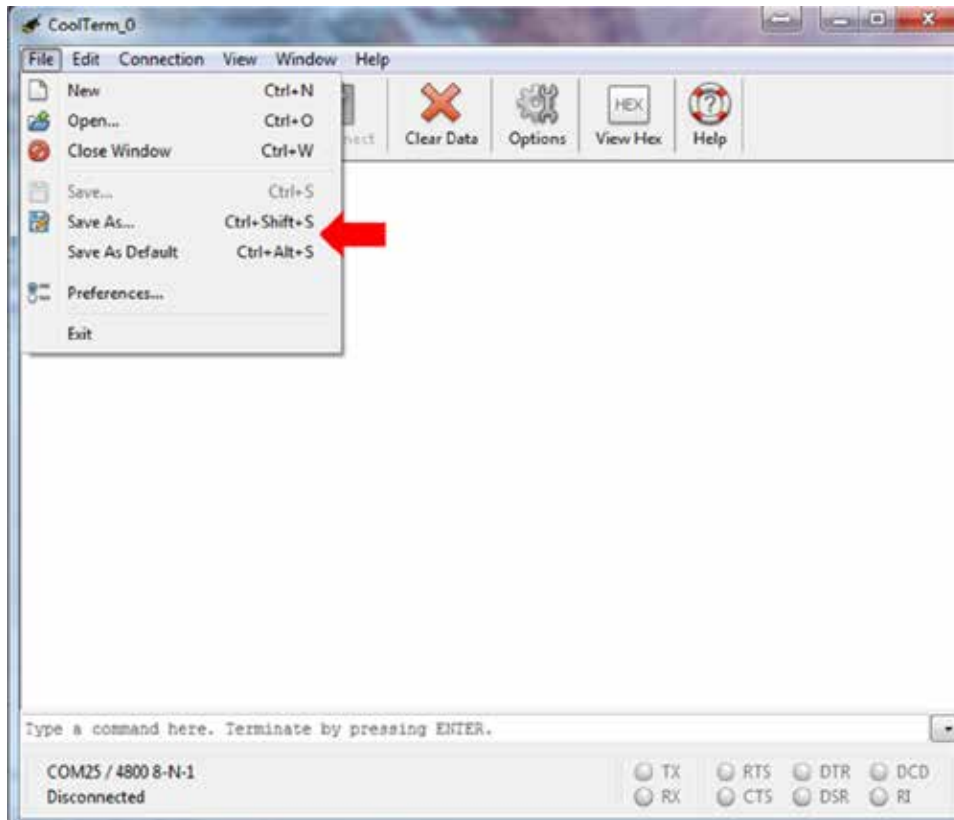 CoolTerm_0
File Edit Connection View Window Help
New Ctrl+N
Open... Ctrl+O
Close Window Ctrl+W
Save... Ctrl+S
Save As... Ctrl+Shift+S
Save As Default Ctrl+Alt+S
Preferences...
Exit
Clear Data Options View Hex Help
HEX
Type a command here. Terminate by pressing ENTER.
COM25 / 4800 8-N-1
Disconnected
TX RTS DTR DCD
RX CTS DSR RI